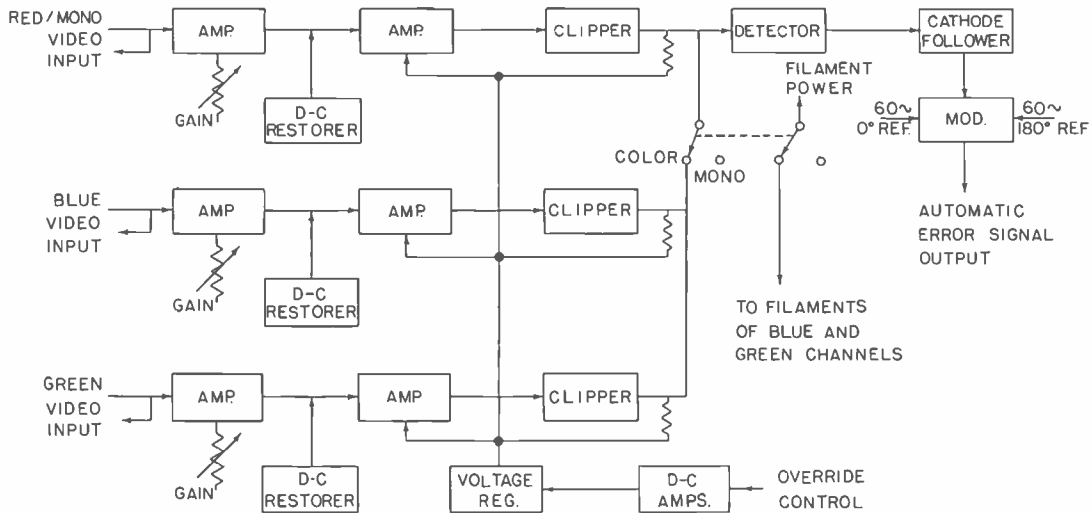 RED/MONO
VIDEO
INPUT
AMP.
GAIN
D-C
RESTORER
AMP.
CLIPPER
DETECTOR
CATHODE
FOLLOWER
FILAMENT
POWER
60~
0° REF.
MOD.
60~
180° REF
COLOR
MONO
AUTOMATIC
ERROR SIGNAL
OUTPUT
BLUE
VIDEO
INPUT
AMP
GAIN
D-C
RESTORER
AMP.
CLIPPER
TO FILAMENTS
OF BLUE AND
GREEN CHANNELS
GREEN
VIDEO
INPUT
AMP.
GAIN
D-C
RESTORER
AMP.
CLIPPER
VOLTAGE
REG.
D-C
AMPS.
OVERRIDE
CONTROL